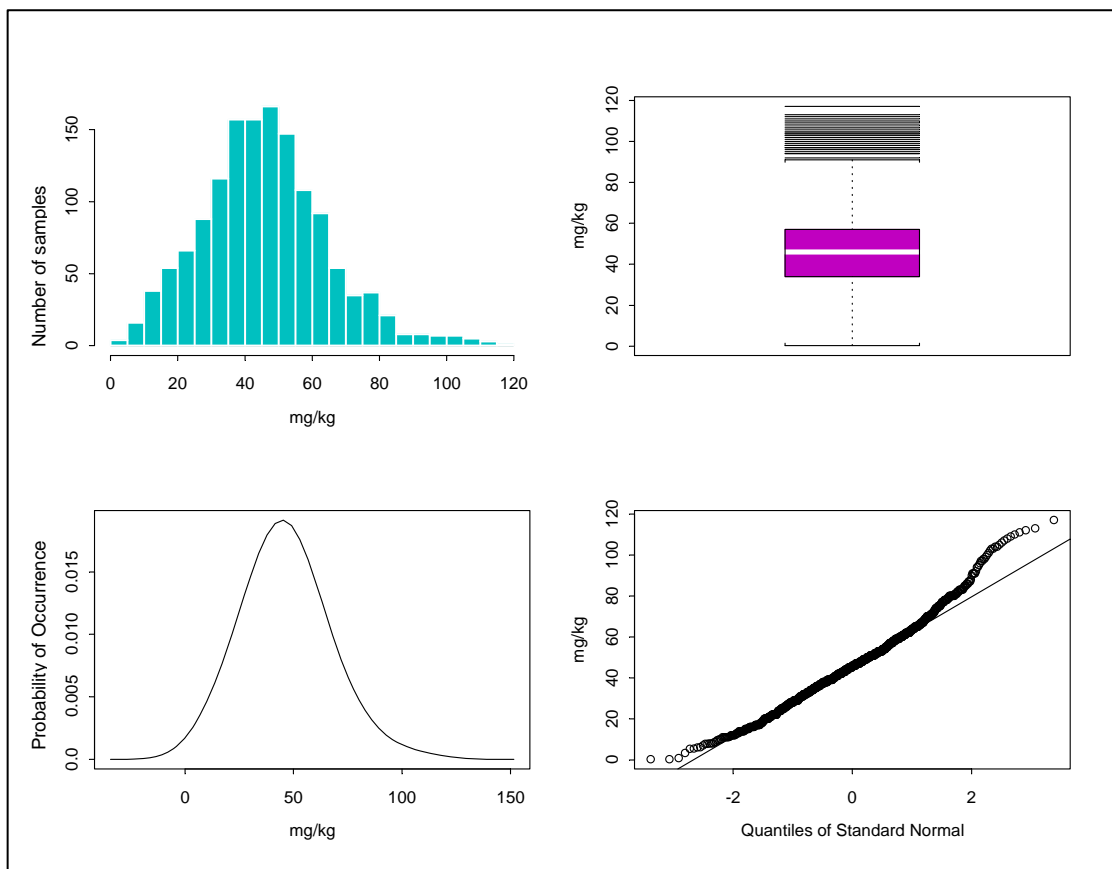 Number of samples
0 50 100 150
0 20 40 60 80 100 120
mg/kg
mg/kg
0 20 40 60 80 100 120
Probability of Occurrence
0.0 0.005 0.010 0.015
0 50 100 150
mg/kg
mg/kg
0 20 40 60 80 100 120
-2 0 2
Quantiles of Standard Normal